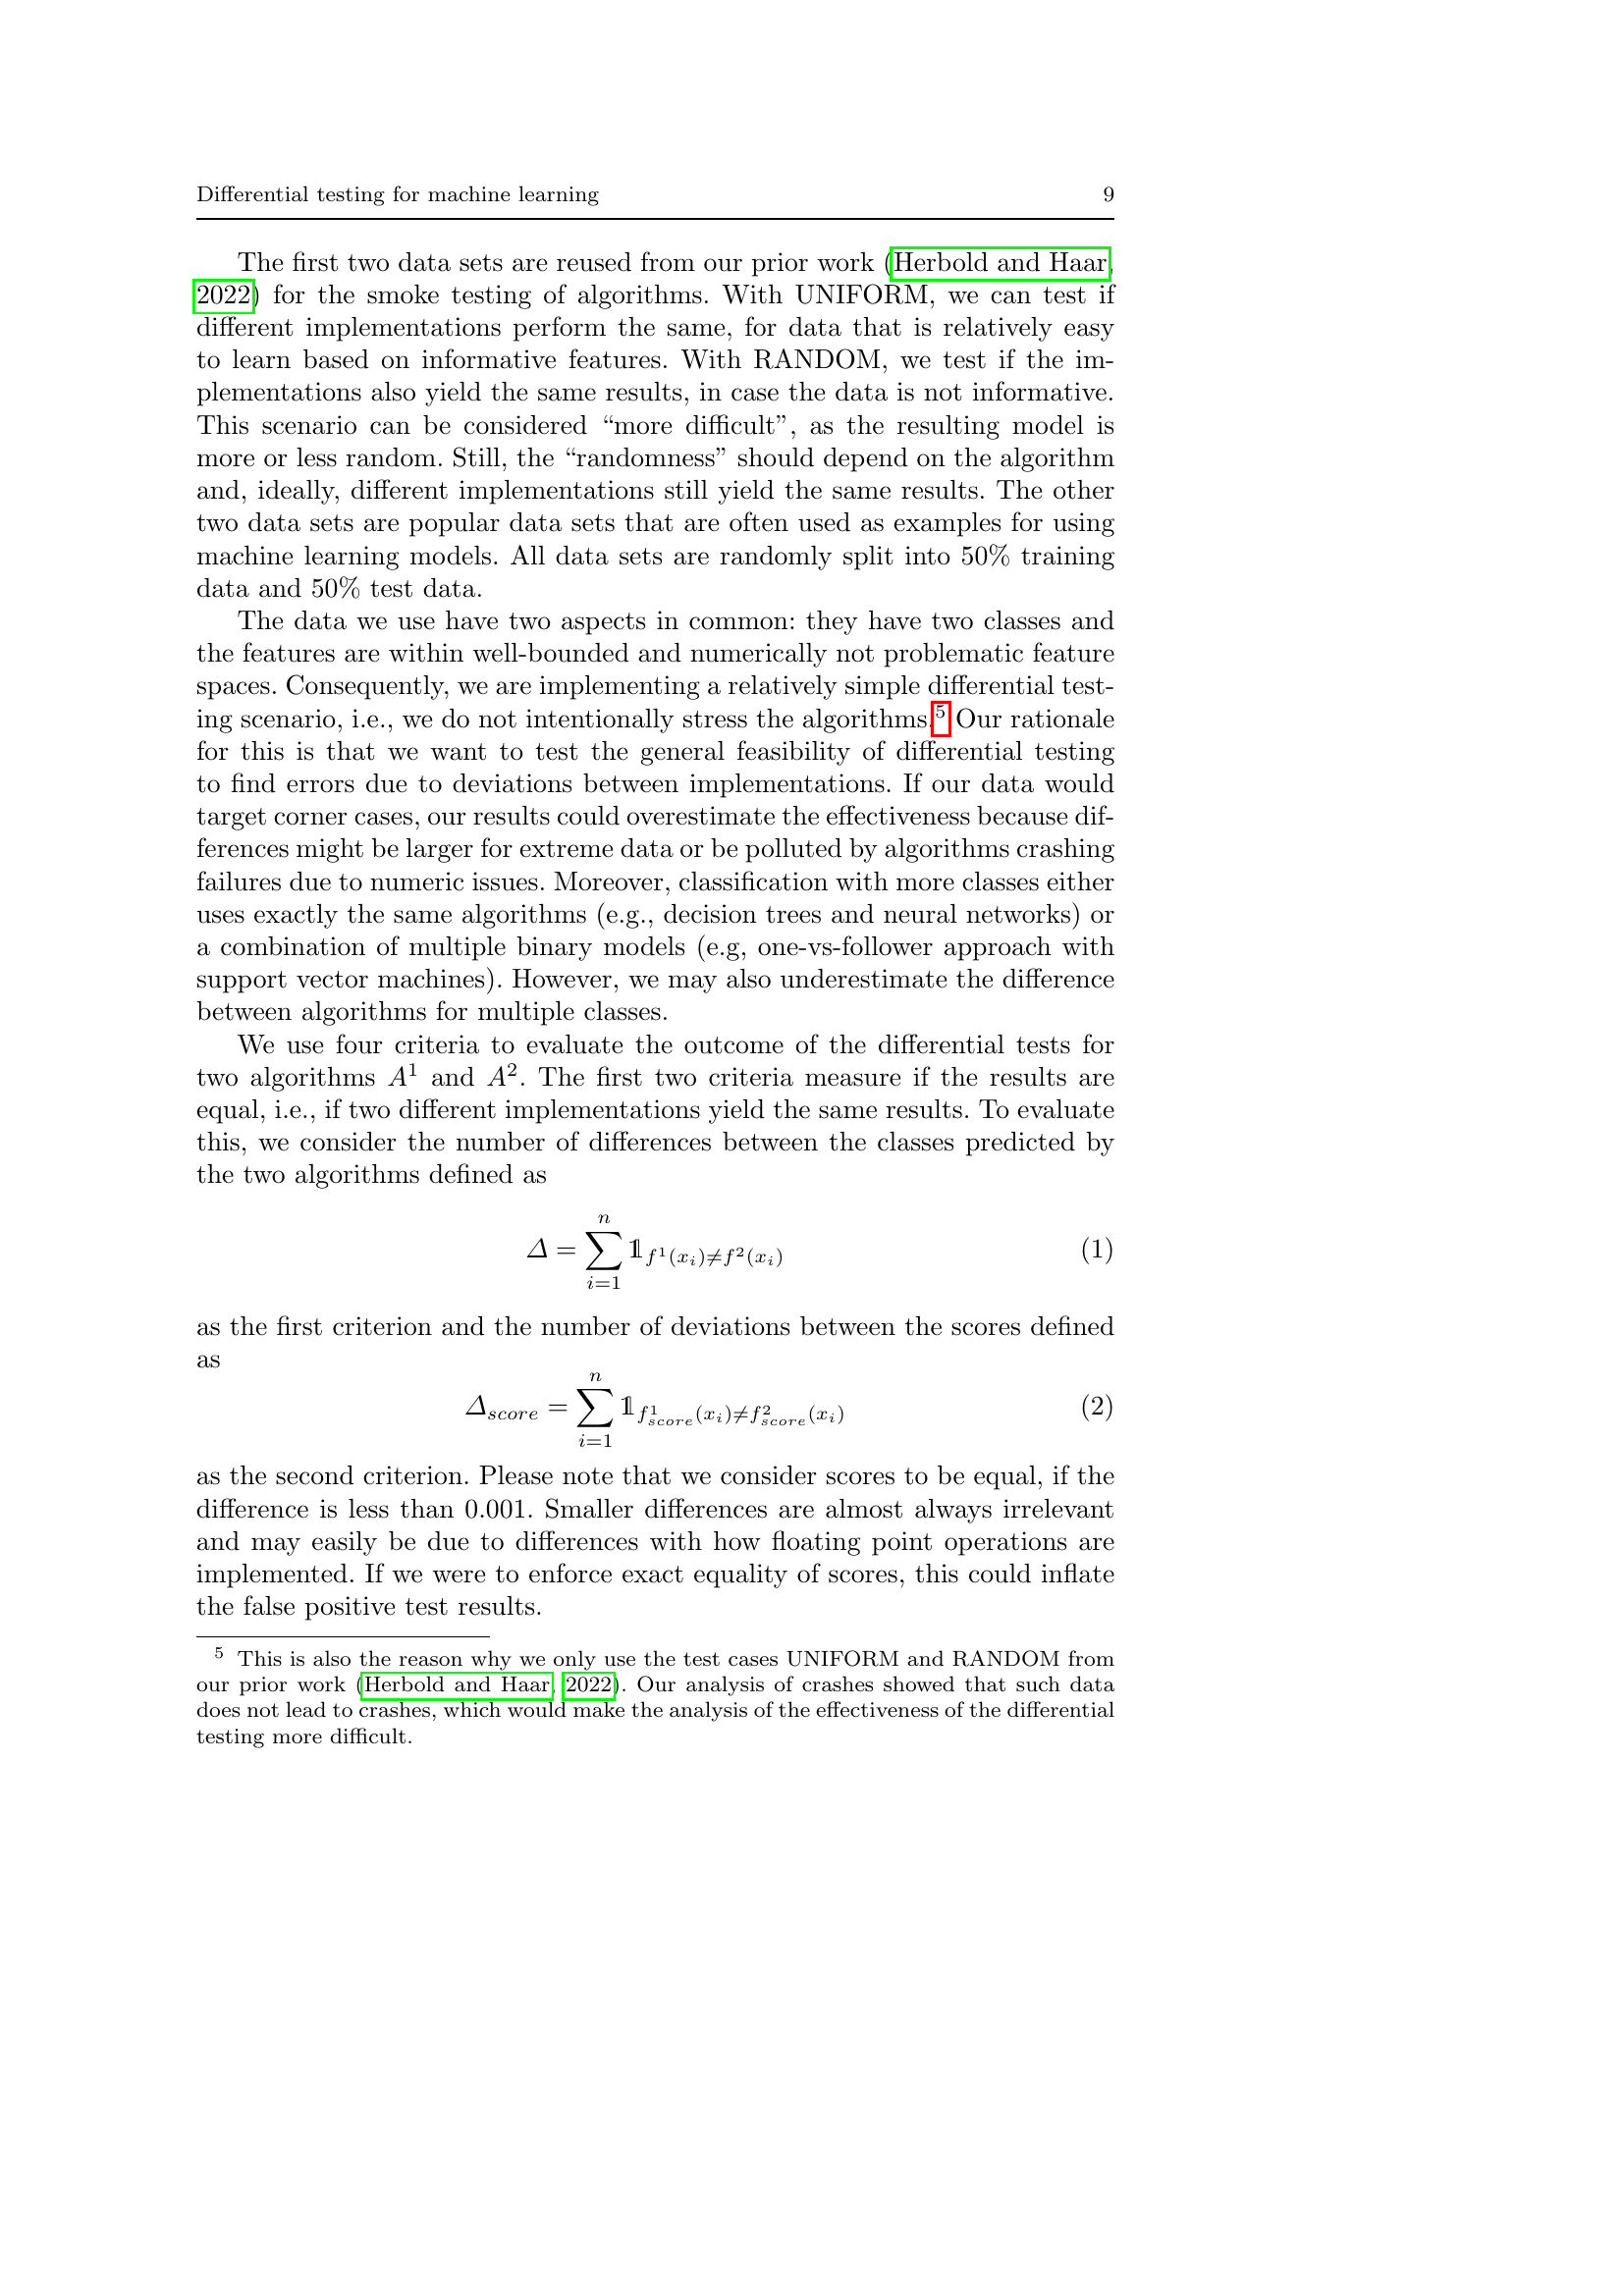 Differential testing for machine learning 9
The first two data sets are reused from our prior work (Herbold and Haar,
2022) for the smoke testing of algorithms. With UNIFORM, we can test if
different implementations perform the same, for data that is relatively easy
to learn based on informative features. With RANDOM, we test if the im-
plementations also yield the same results, in case the data is not informative.
This scenario can be considered “more difficult”, as the resulting model is
more or less random. Still, the “randomness” should depend on the algorithm
and, ideally, different implementations still yield the same results. The other
two data sets are popular data sets that are often used as examples for using
machine learning models. All data sets are randomly split into 50% training
data and 50% test data.
The data we use have two aspects in common: they have two classes and
the features are within well-bounded and numerically not problematic feature
spaces. Consequently, we are implementing a relatively simple differential test-
ing scenario, i.e., we do not intentionally stress the algorithms.⁵ Our rationale
for this is that we want to test the general feasibility of differential testing
to find errors due to deviations between implementations. If our data would
target corner cases, our results could overestimate the effectiveness because dif-
ferences might be larger for extreme data or be polluted by algorithms crashing
failures due to numeric issues. Moreover, classification with more classes either
uses exactly the same algorithms (e.g., decision trees and neural networks) or
a combination of multiple binary models (e.g, one-vs-follower approach with
support vector machines). However, we may also underestimate the difference
between algorithms for multiple classes.
We use four criteria to evaluate the outcome of the differential tests for
two algorithms A¹ and A². The first two criteria measure if the results are
equal, i.e., if two different implementations yield the same results. To evaluate
this, we consider the number of differences between the classes predicted by
the two algorithms defined as
Δ = ∑_{i=1}^{n} 𝟙_{f¹(x_i)≠f²(x_i)} (1)
as the first criterion and the number of deviations between the scores defined
as
Δ_{score} = ∑_{i=1}^{n} 𝟙_{f¹_{score}(x_i)≠f²_{score}(x_i)} (2)
as the second criterion. Please note that we consider scores to be equal, if the
difference is less than 0.001. Smaller differences are almost always irrelevant
and may easily be due to differences with how floating point operations are
implemented. If we were to enforce exact equality of scores, this could inflate
the false positive test results.
⁵ This is also the reason why we only use the test cases UNIFORM and RANDOM from
our prior work (Herbold and Haar, 2022). Our analysis of crashes showed that such data
does not lead to crashes, which would make the analysis of the effectiveness of the differential
testing more difficult.